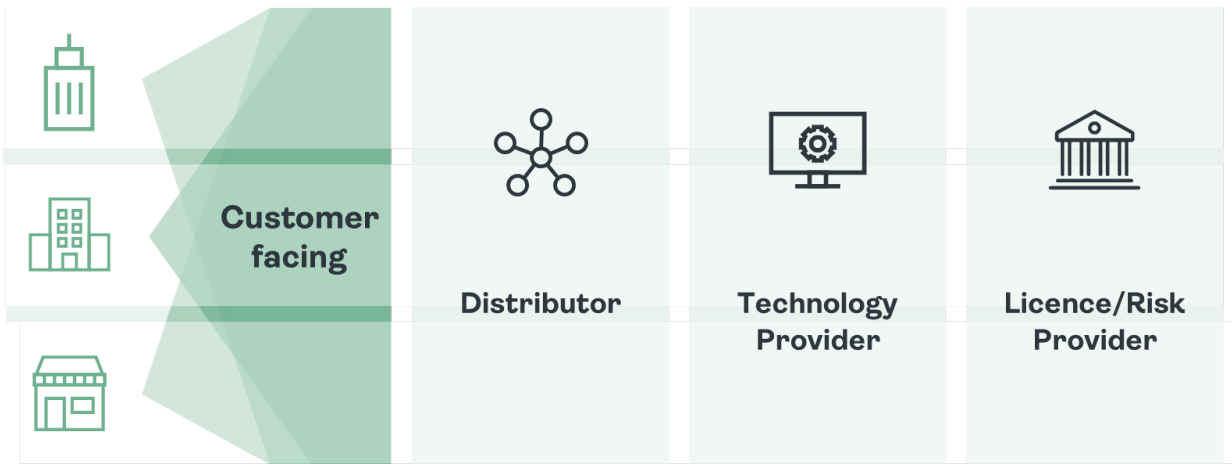 Customer
facing
Distributor
Technology
Provider
Licence/Risk
Provider